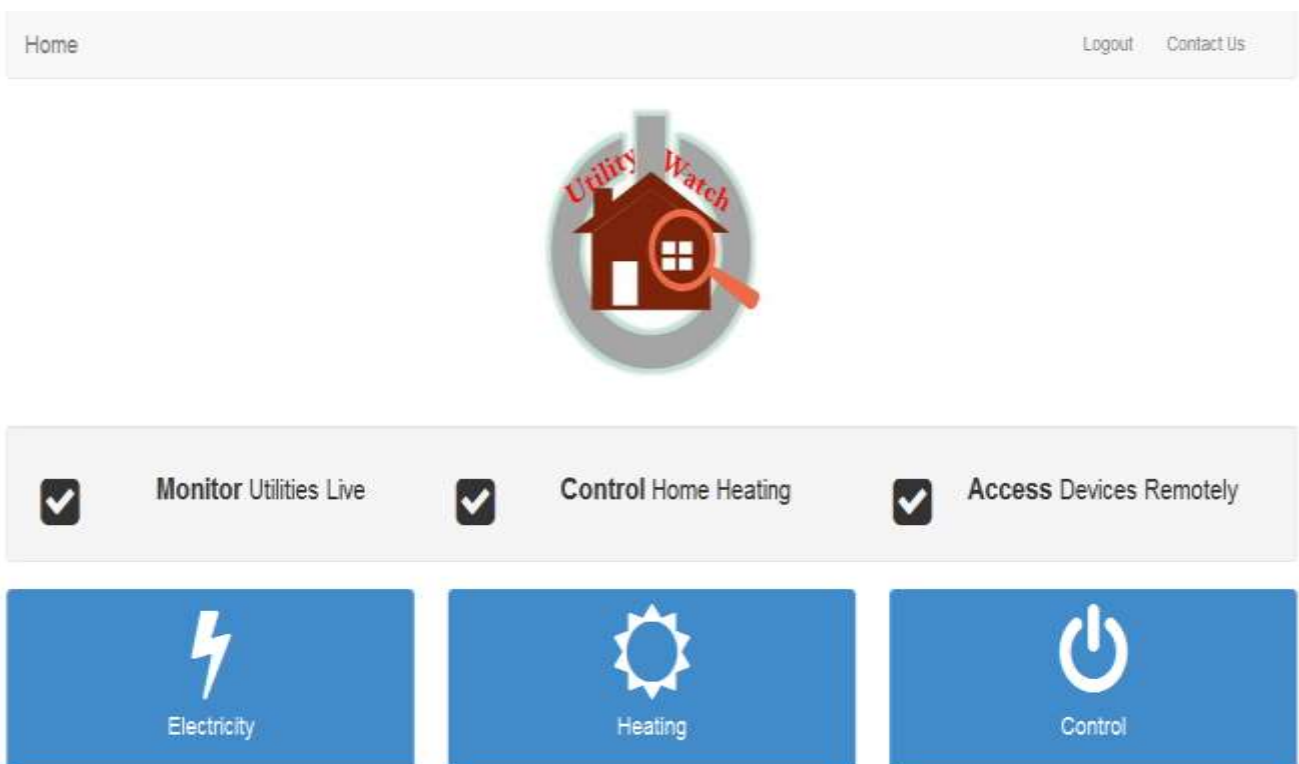 Home
Logout
Contact Us
Utility Watch
Monitor Utilities Live
Control Home Heating
Access Devices Remotely
Electricity
Heating
Control